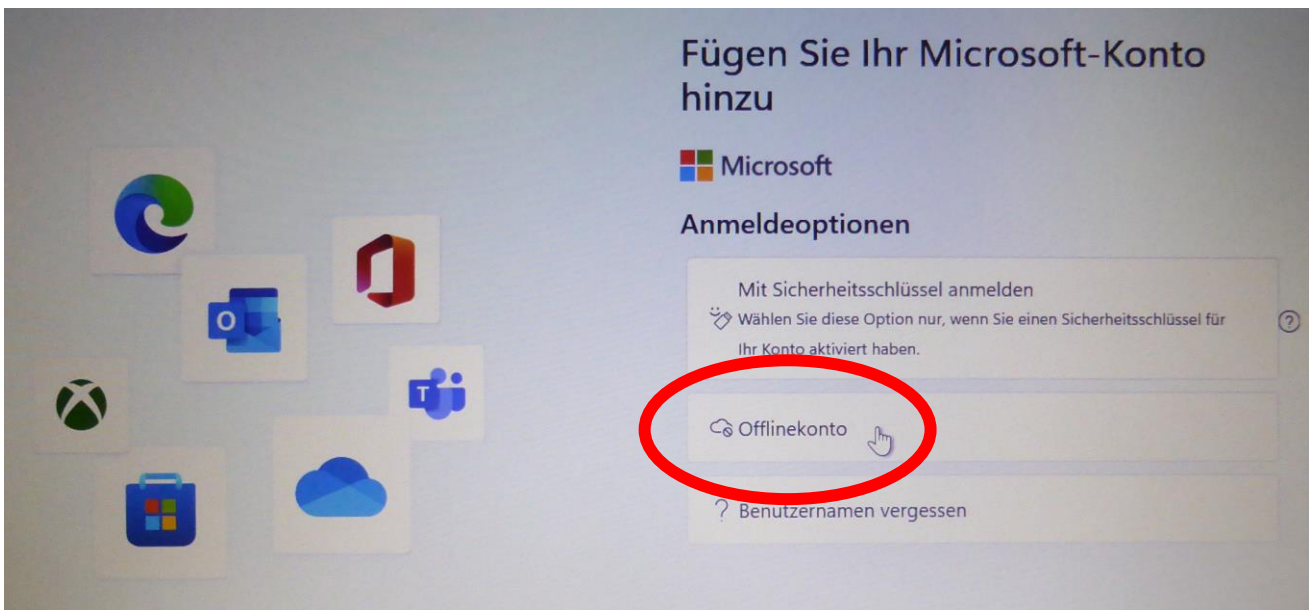 Fügen Sie Ihr Microsoft-Konto
hinzu
Microsoft
Anmeldeoptionen
Mit Sicherheitsschlüssel anmelden
Wählen Sie diese Option nur, wenn Sie einen Sicherheitsschlüssel für
Ihr Konto aktiviert haben.
Offlinekonto
Benutzernamen vergessen
O
T